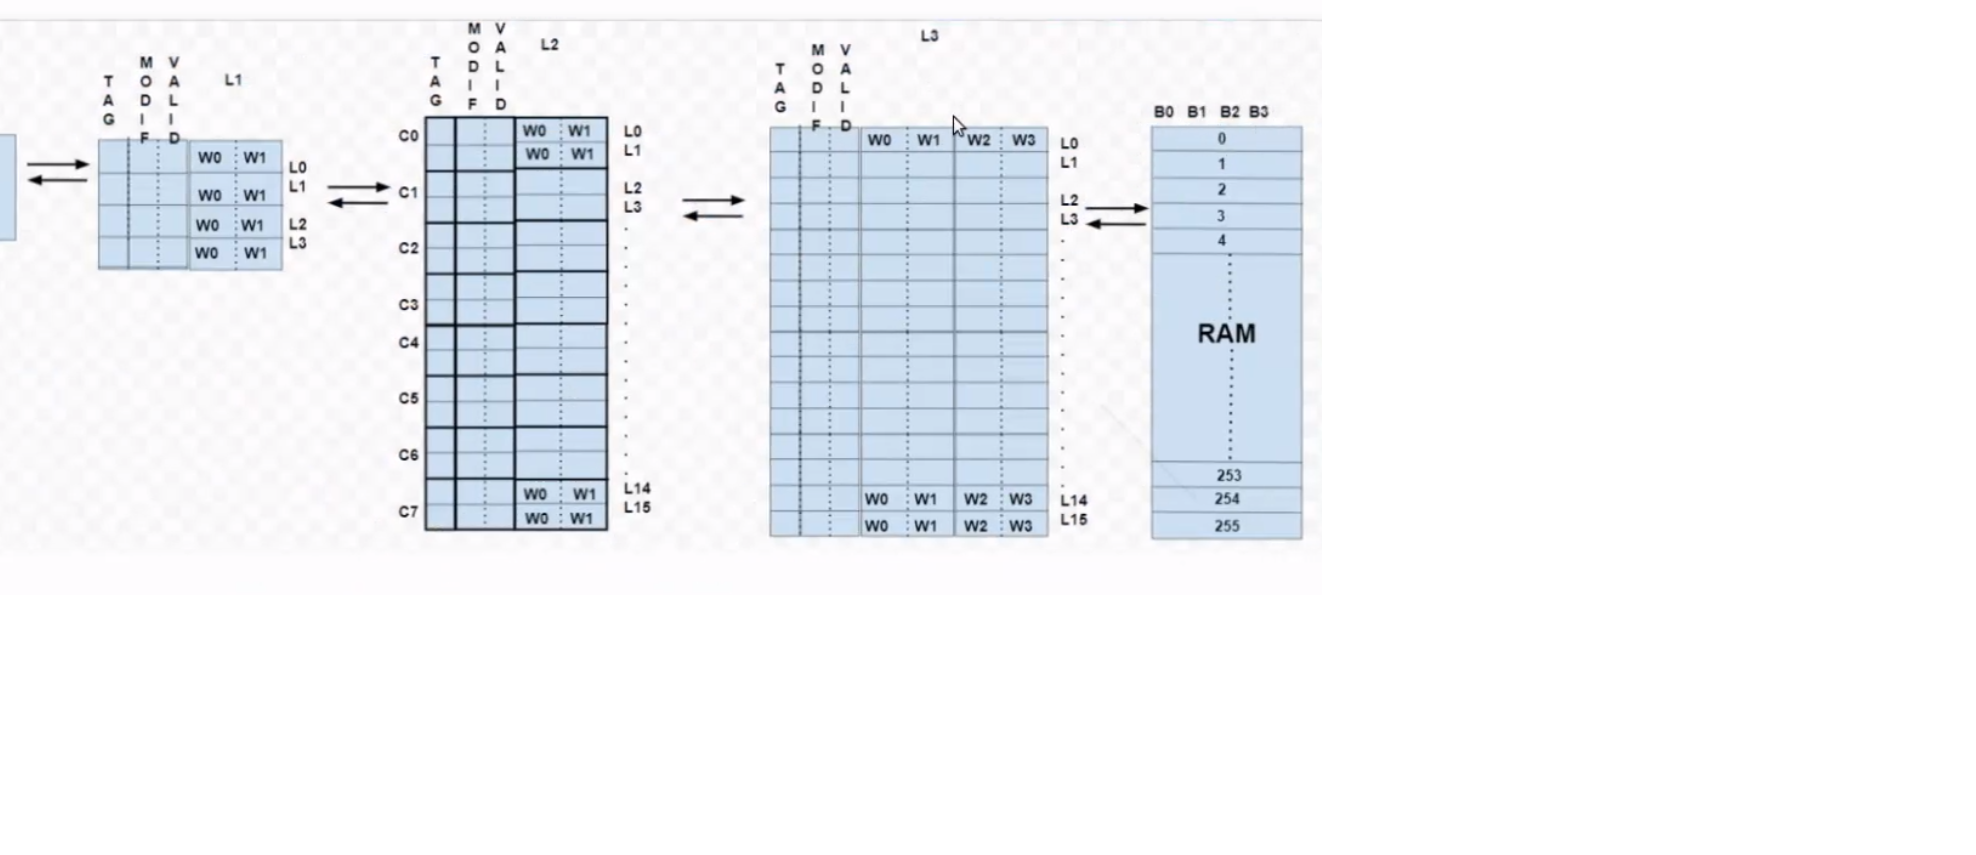 L1
TAG
MODIF
VALID
W0 W1
W0 W1
W0 W1
W0 W1
L0
L1
L2
L3
L2
TAG
MODIF
VALID
C0
C1
C2
C3
C4
C5
C6
C7
W0 W1
W0 W1
W0 W1
W0 W1
L0
L1
L2
L3
L14
L15
L3
TAG
MODIF
VALID
W0 W1 W2 W3
W0 W1 W2 W3
W0 W1 W2 W3
L0
L1
L2
L3
L14
L15
B0 B1 B2 B3
0
1
2
3
4
RAM
253
254
255